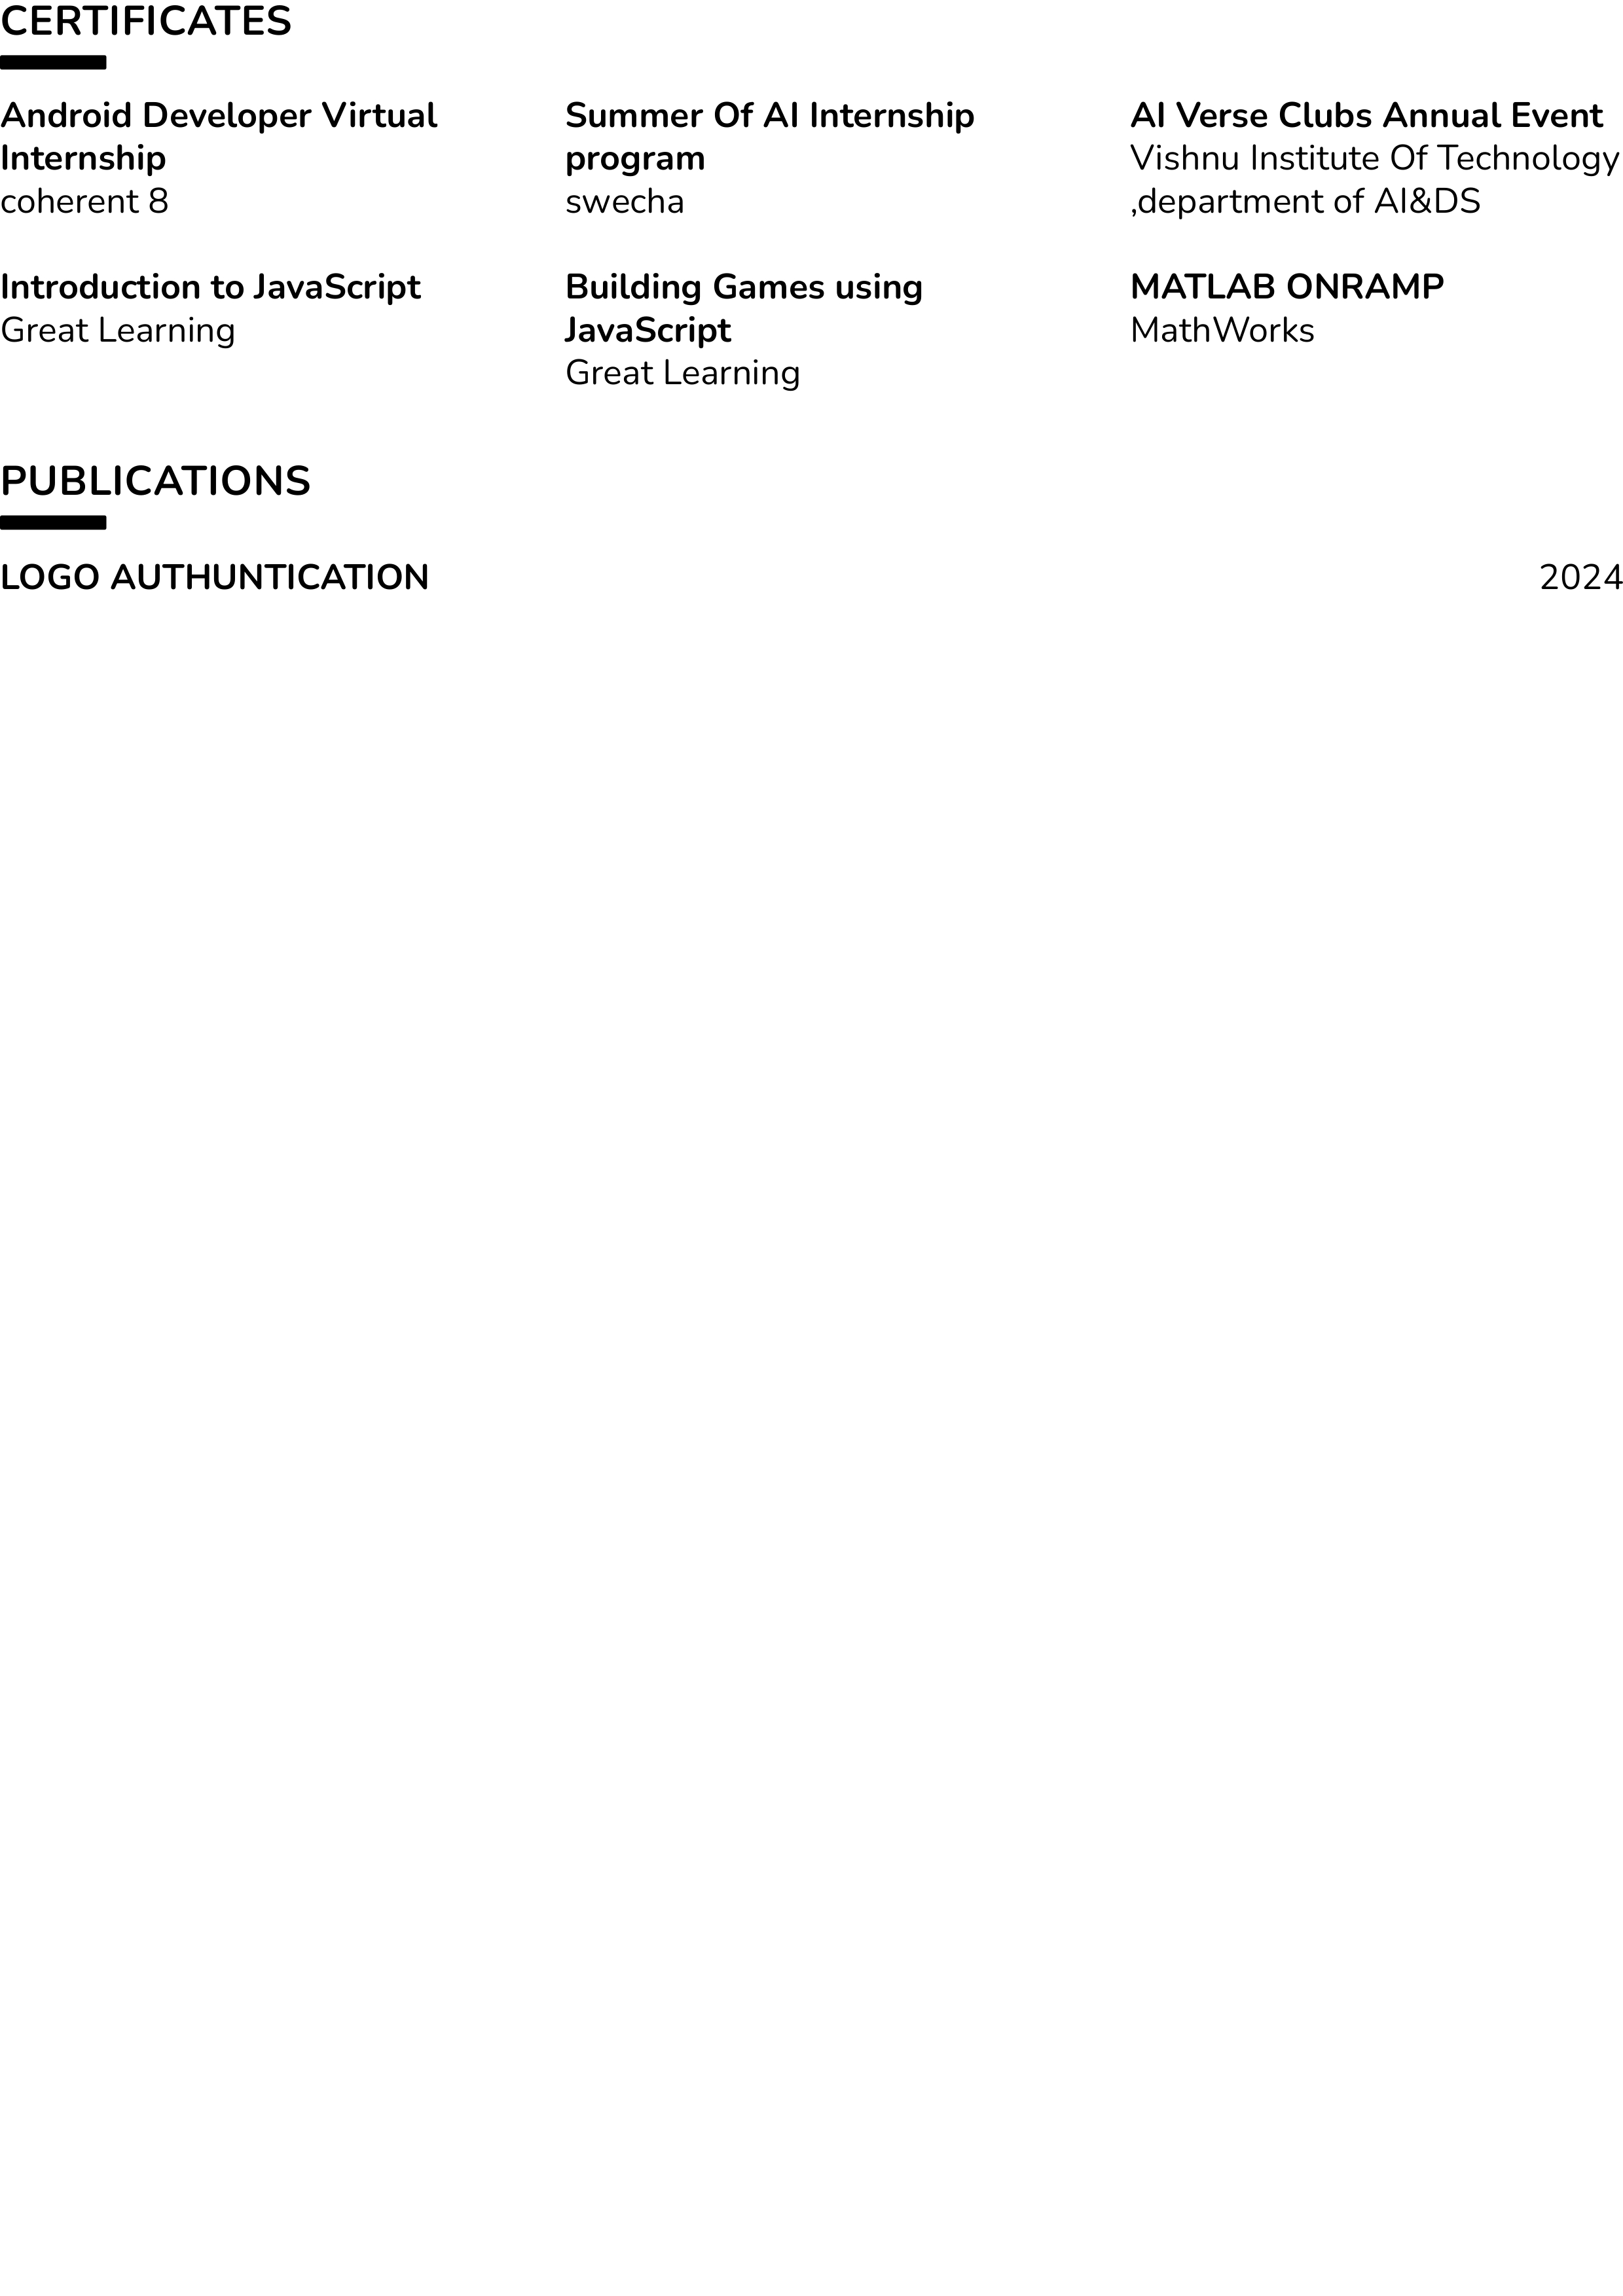 CERTIFICATES
Android Developer Virtual
Internship
coherent 8
Summer Of AI Internship
program
swecha
AI Verse Clubs Annual Event
Vishnu Institute Of Technology
,department of AI&DS
Introduction to JavaScript
Great Learning
Building Games using
JavaScript
Great Learning
MATLAB ONRAMP
MathWorks
PUBLICATIONS
LOGO AUTHUNTICATION
2024